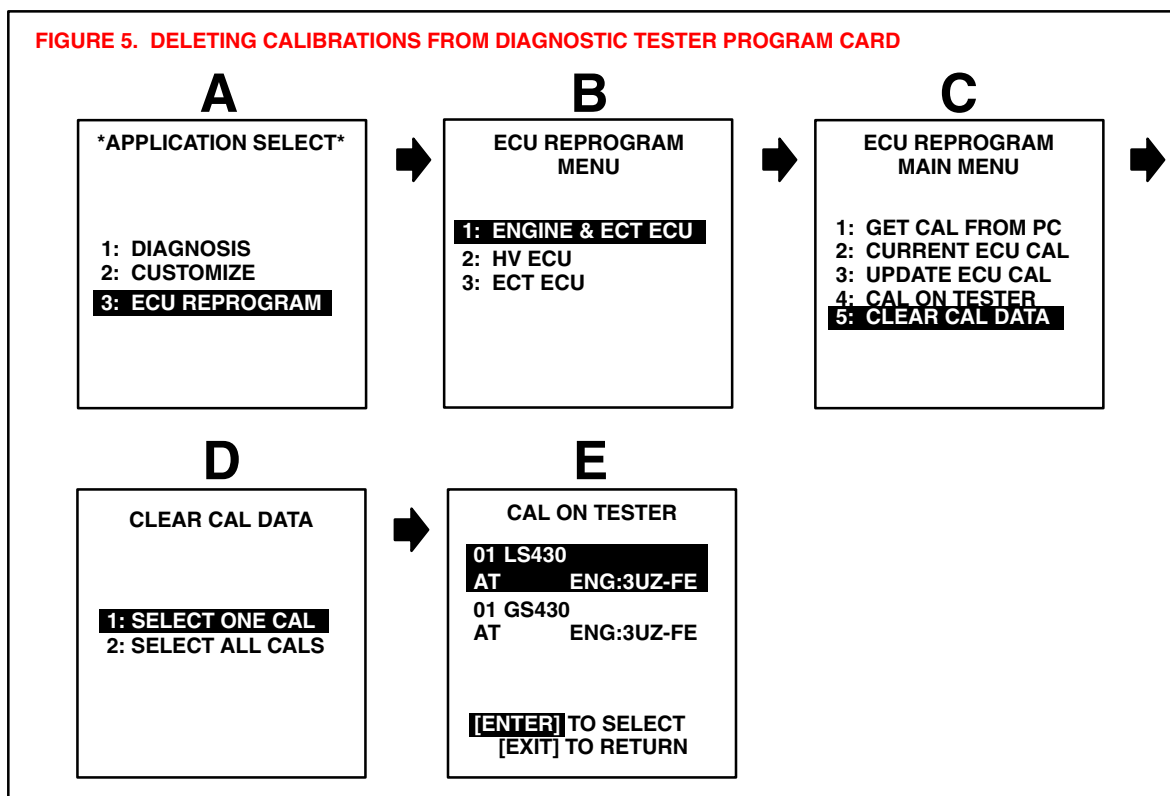 FIGURE 5. DELETING CALIBRATIONS FROM DIAGNOSTIC TESTER PROGRAM CARD
A
*APPLICATION SELECT*
1: DIAGNOSIS
2: CUSTOMIZE
3: ECU REPROGRAM
B
ECU REPROGRAM
MENU
1: ENGINE & ECT ECU
2: HV ECU
3: ECT ECU
C
ECU REPROGRAM
MAIN MENU
1: GET CAL FROM PC
2: CURRENT ECU CAL
3: UPDATE ECU CAL
4: CAL ON TESTER
5: CLEAR CAL DATA
D
CLEAR CAL DATA
1: SELECT ONE CAL
2: SELECT ALL CALS
E
CAL ON TESTER
01 LS430
AT ENG:3UZ-FE
01 GS430
AT ENG:3UZ-FE
[ENTER] TO SELECT
[EXIT] TO RETURN